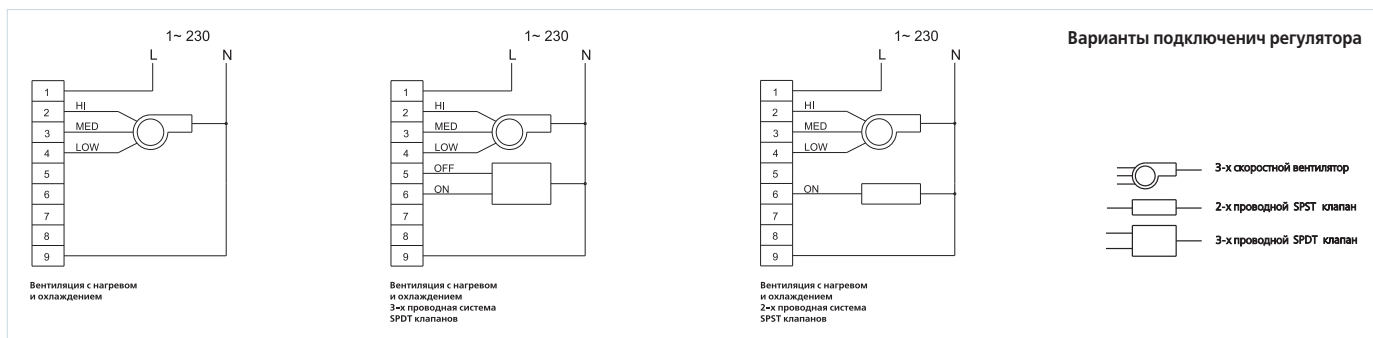 Варианты подключенич регулятора
1~ 230
L N
1
2 HI
3 MED
4 LOW
5
6
7
8
9
Вентиляция с нагревом
и охлаждением
1~ 230
L N
1
2 HI
3 MED
4 LOW
5 OFF
6 ON
7
8
9
Вентиляция с нагревом
и охлаждением
3-х проводная система
SPDT клапанов
1~ 230
L N
1
2 HI
3 MED
4 LOW
5
6 ON
7
8
9
Вентиляция с нагревом
и охлаждением
2-х проводная система
SPST клапанов
3-х скоростной вентилятор
2-х проводной SPST клапан
3-х проводной SPDT клапан